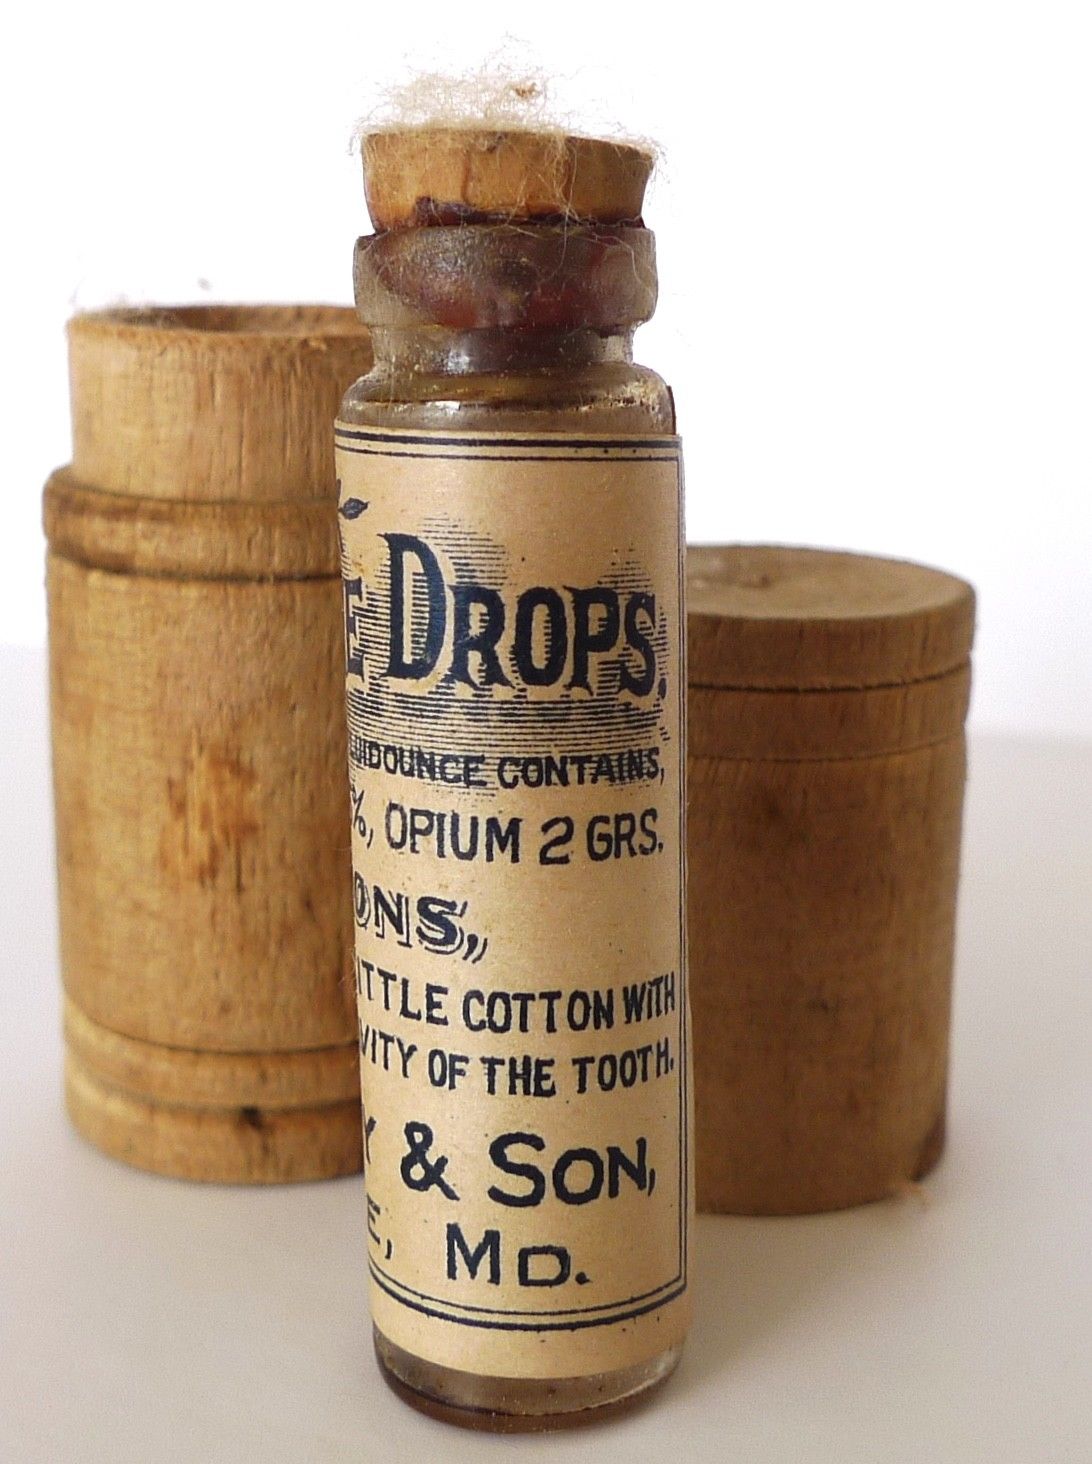 E DROPS.
UIDOUNCE CONTAINS,
%, OPIUM 2 GRS.
ONS,,
ITTLE COTTON WITH
VITY OF THE TOOTH.
Y & SON,
E, MD.